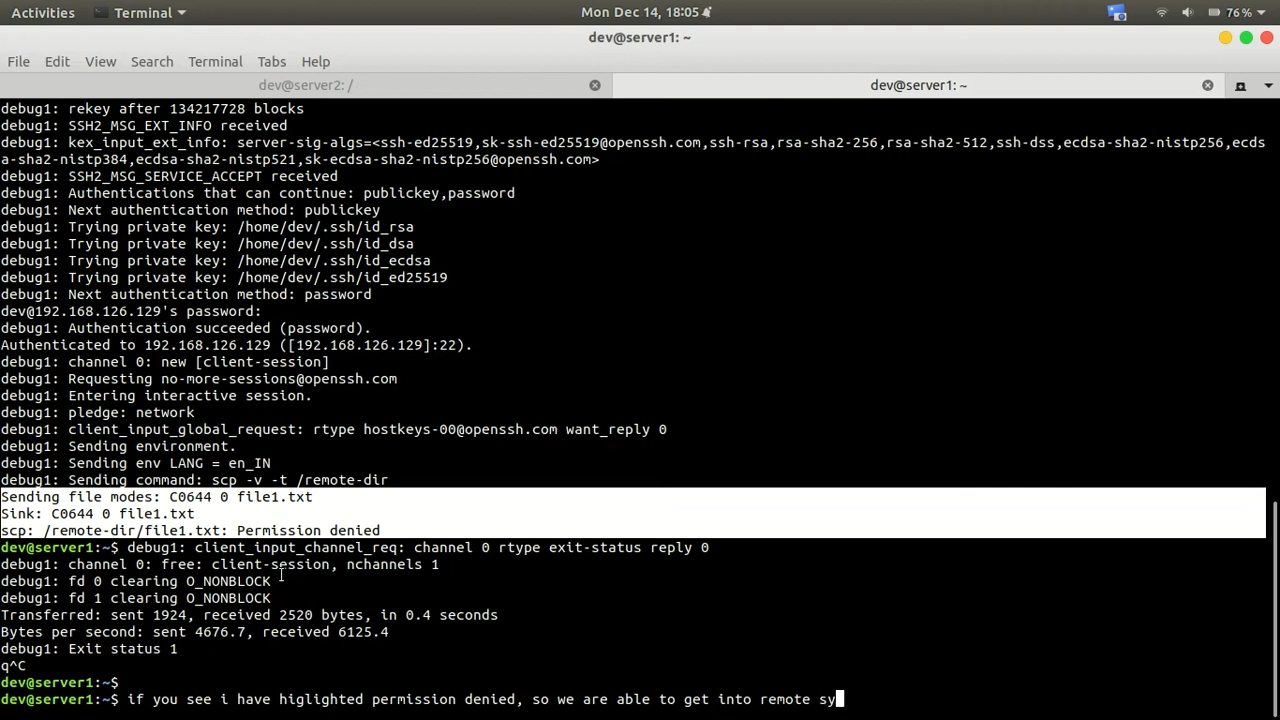 Activities Terminal Mon Dec 14, 18:05 76%
dev@server1: ~
File Edit View Search Terminal Tabs Help
dev@server2: / dev@server1: ~
debug1: rekey after 134217728 blocks
debug1: SSH2_MSG_EXT_INFO received
debug1: kex_input_ext_info: server-sig-algs=<ssh-ed25519,sk-ssh-ed25519@openssh.com,ssh-rsa,rsa-sha2-256,rsa-sha2-512,ssh-dss,ecdsa-sha2-nistp256,ecds
a-sha2-nistp384,ecdsa-sha2-nistp521,sk-ecdsa-sha2-nistp256@openssh.com>
debug1: SSH2_MSG_SERVICE_ACCEPT received
debug1: Authentications that can continue: publickey,password
debug1: Next authentication method: publickey
debug1: Trying private key: /home/dev/.ssh/id_rsa
debug1: Trying private key: /home/dev/.ssh/id_dsa
debug1: Trying private key: /home/dev/.ssh/id_ecdsa
debug1: Trying private key: /home/dev/.ssh/id_ed25519
debug1: Next authentication method: password
dev@192.168.126.129's password:
debug1: Authentication succeeded (password).
Authenticated to 192.168.126.129 ([192.168.126.129]:22).
debug1: channel 0: new [client-session]
debug1: Requesting no-more-sessions@openssh.com
debug1: Entering interactive session.
debug1: pledge: network
debug1: client_input_global_request: rtype hostkeys-00@openssh.com want_reply 0
debug1: Sending environment.
debug1: Sending env LANG = en_IN
debug1: Sending command: scp -v -t /remote-dir
Sending file modes: C0644 0 file1.txt
Sink: C0644 0 file1.txt
scp: /remote-dir/file1.txt: Permission denied
dev@server1:~$ debug1: client_input_channel_req: channel 0 rtype exit-status reply 0
debug1: channel 0: free: client-session, nchannels 1
debug1: fd 0 clearing O_NONBLOCK
debug1: fd 1 clearing O_NONBLOCK
Transferred: sent 1924, received 2520 bytes, in 0.4 seconds
Bytes per second: sent 4676.7, received 6125.4
debug1: Exit status 1
q^C
dev@server1:~$
dev@server1:~$ if you see i have higlighted permission denied, so we are able to get into remote sy